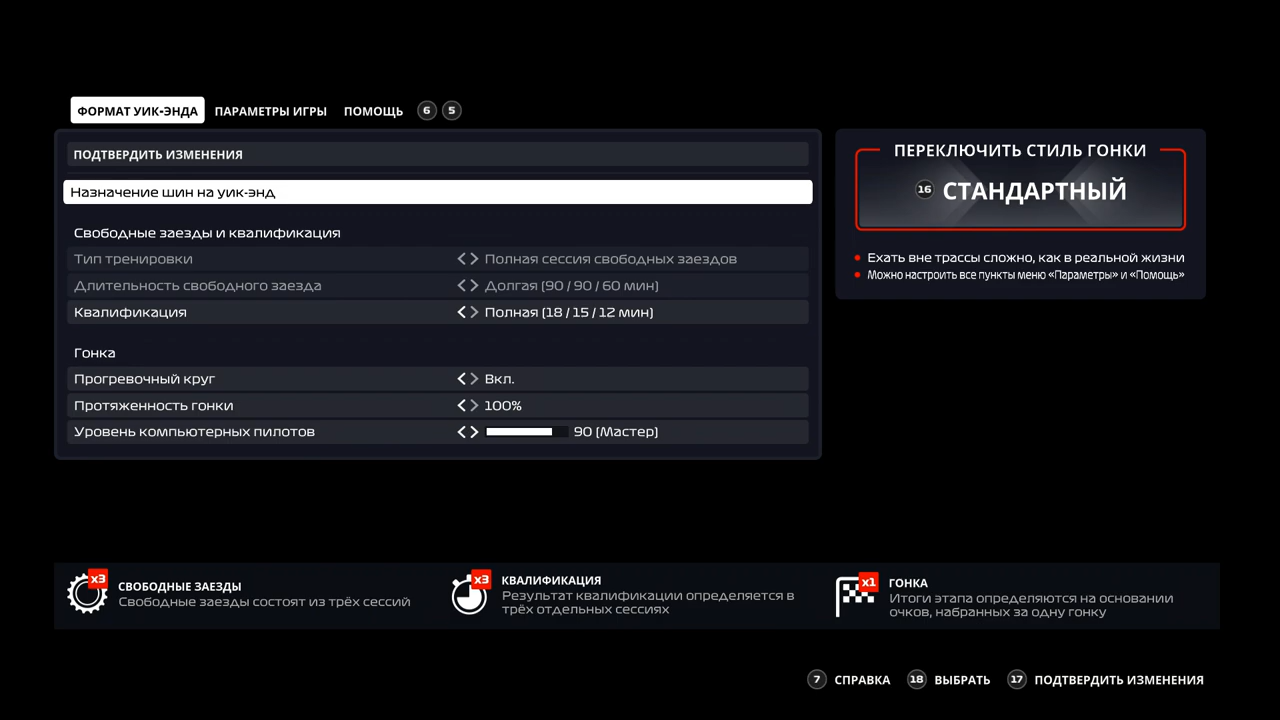 ФОРМАТ УИК-ЭНДА ПАРАМЕТРЫ ИГРЫ ПОМОЩЬ 6 5
ПОДТВЕРДИТЬ ИЗМЕНЕНИЯ
Назначение шин на уик-энд
Свободные заезды и квалификация
Тип тренировки Полная сессия свободных заездов
Длительность свободного заезда Долгая (90 / 90 / 60 мин)
Квалификация Полная (18 / 15 / 12 мин)
Гонка
Прогревочный круг Вкл.
Протяженность гонки 100%
Уровень компьютерных пилотов 90 (Мастер)
ПЕРЕКЛЮЧИТЬ СТИЛЬ ГОНКИ
16 СТАНДАРТНЫЙ
Ехать вне трассы сложно, как в реальной жизни
Можно настроить все пункты меню «Параметры» и «Помощь»
x3 СВОБОДНЫЕ ЗАЕЗДЫ
Свободные заезды состоят из трёх сессий
x3 КВАЛИФИКАЦИЯ
Результат квалификации определяется в
трёх отдельных сессиях
x1 ГОНКА
Итоги этапа определяются на основании
очков, набранных за одну гонку
7 СПРАВКА 18 ВЫБРАТЬ 17 ПОДТВЕРДИТЬ ИЗМЕНЕНИЯ